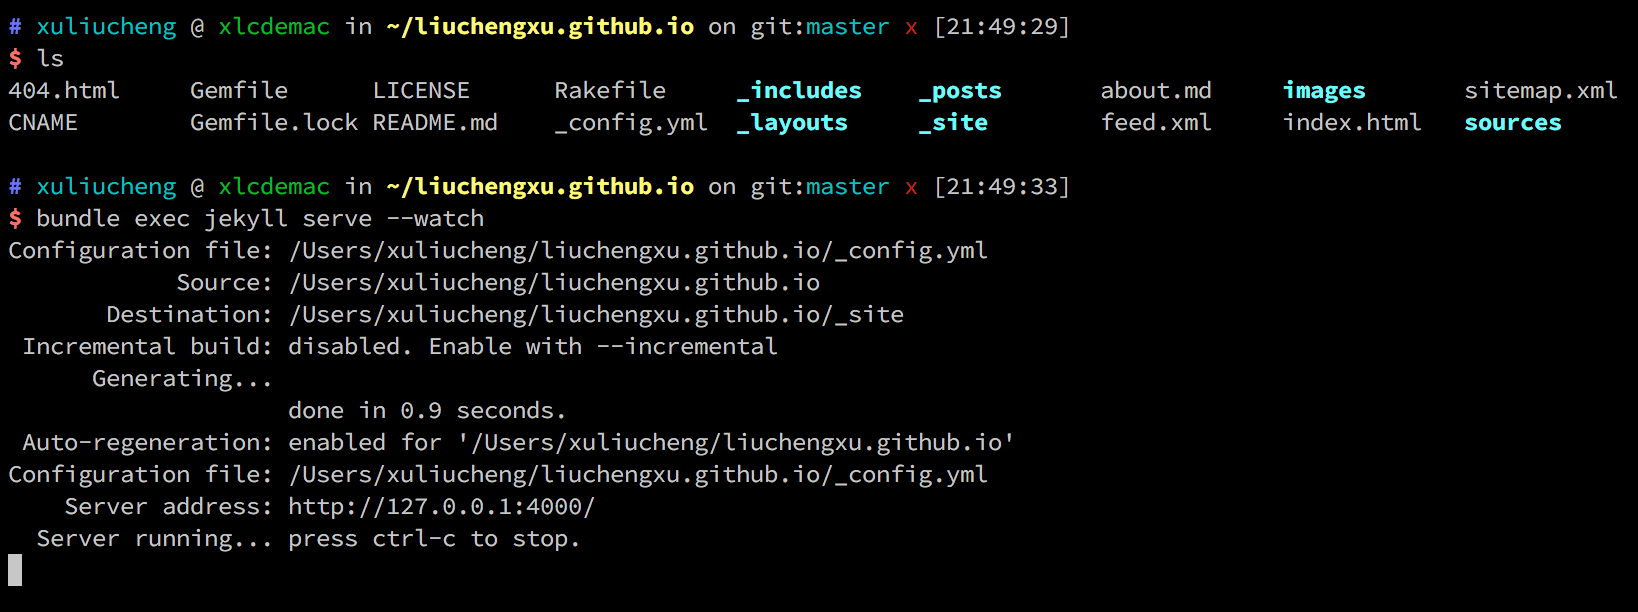 # xuliucheng @ xlcdemac in ~/liuchengxu.github.io on git:master x [21:49:29]
$ ls
404.html     Gemfile      LICENSE      Rakefile     _includes    _posts       about.md     images       sitemap.xml
CNAME        Gemfile.lock README.md    _config.yml  _layouts     _site        feed.xml     index.html   sources
# xuliucheng @ xlcdemac in ~/liuchengxu.github.io on git:master x [21:49:33]
$ bundle exec jekyll serve --watch
Configuration file: /Users/xuliucheng/liuchengxu.github.io/_config.yml
            Source: /Users/xuliucheng/liuchengxu.github.io
       Destination: /Users/xuliucheng/liuchengxu.github.io/_site
 Incremental build: disabled. Enable with --incremental
      Generating...
                    done in 0.9 seconds.
 Auto-regeneration: enabled for '/Users/xuliucheng/liuchengxu.github.io'
Configuration file: /Users/xuliucheng/liuchengxu.github.io/_config.yml
    Server address: http://127.0.0.1:4000/
  Server running... press ctrl-c to stop.